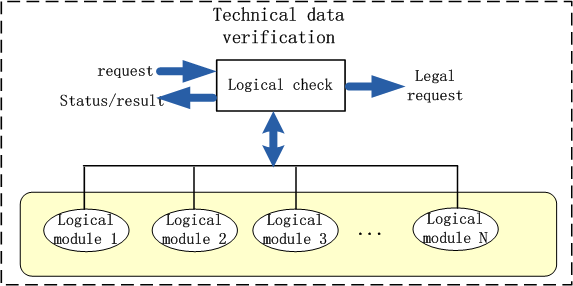 Technical data
verification
request
Status/result
Logical check
Legal
request
Logical
module 1
Logical
module 2
Logical
module 3
...
Logical
module N